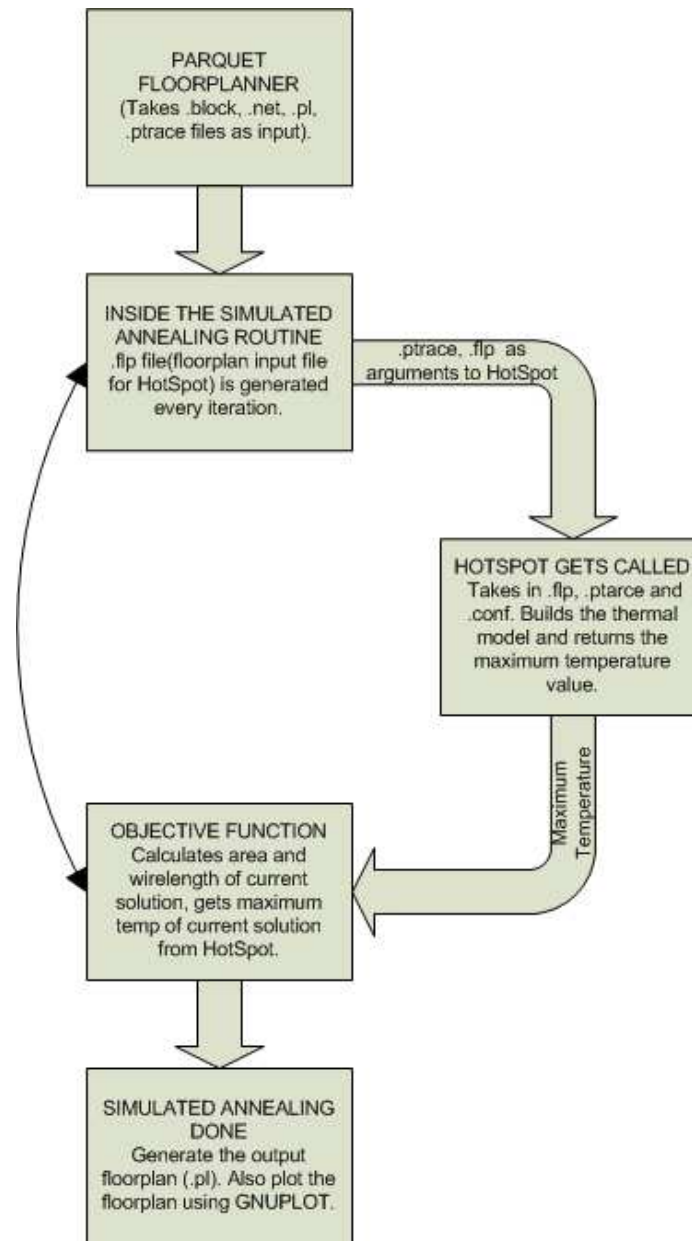 PARQUET
FLOORPLANNER
(Takes .block, .net, .pl,
.ptrace files as input).
INSIDE THE SIMULATED
ANNEALING ROUTINE
.flp file(floorplan input file
for HotSpot) is generated
every iteration.
.ptrace, .flp as
arguments to HotSpot
HOTSPOT GETS CALLED
Takes in .flp, .ptarce and
.conf. Builds the thermal
model and returns the
maximum temperature
value.
Maximum
Temperature
OBJECTIVE FUNCTION
Calculates area and
wirelength of current
solution, gets maximum
temp of current solution
from HotSpot.
SIMULATED ANNEALING
DONE
Generate the output
floorplan (.pl). Also plot the
floorplan using GNUPLOT.